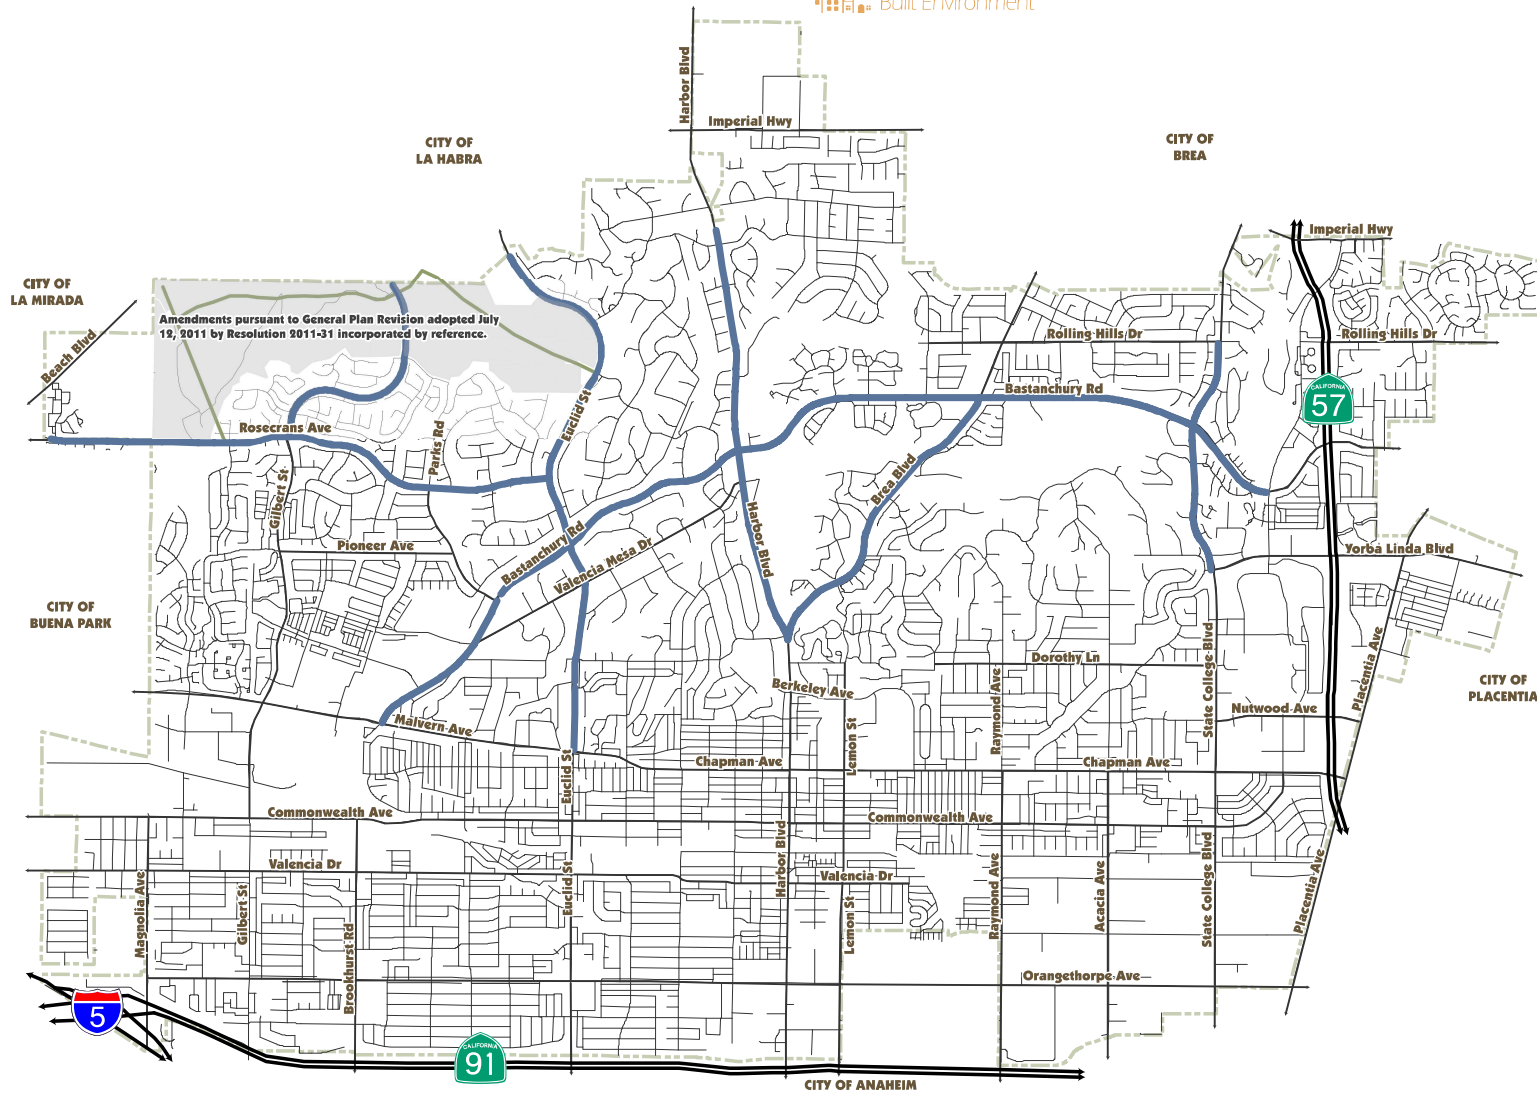 Built Environment
Harbor Blvd
Imperial Hwy
CITY OF
LA HABRA
CITY OF
BREA
Imperial Hwy
CITY OF
LA MIRADA
Amendments pursuant to General Plan Revision adopted July
12, 2011 by Resolution 2011-31 incorporated by reference.
Beach Blvd
Rolling Hills Dr
Rolling Hills Dr
Bastanchury Rd
CALIFORNIA
57
Euclid St
Rosecrans Ave
Parks Rd
Gilbert St
Brea Blvd
Harbor Blvd
Pioneer Ave
Bastanchury Rd
Valencia Mesa Dr
Yorba Linda Blvd
CITY OF
BUENA PARK
Dorothy Ln
State College Blvd
Placentia Ave
CITY OF
PLACENTIA
Berkeley Ave
Raymond Ave
Nutwood Ave
Malvern Ave
Lemon St
Chapman Ave
Chapman Ave
Euclid St
Commonwealth Ave
Commonwealth Ave
Harbor Blvd
Valencia Dr
Valencia Dr
Euclid St
Magnolia Ave
Gilbert St
Brookhurst Rd
Lemon St
Raymond Ave
Acacia Ave
State College Blvd
Placentia Ave
Orangethorpe Ave
5
CALIFORNIA
91
CITY OF ANAHEIM